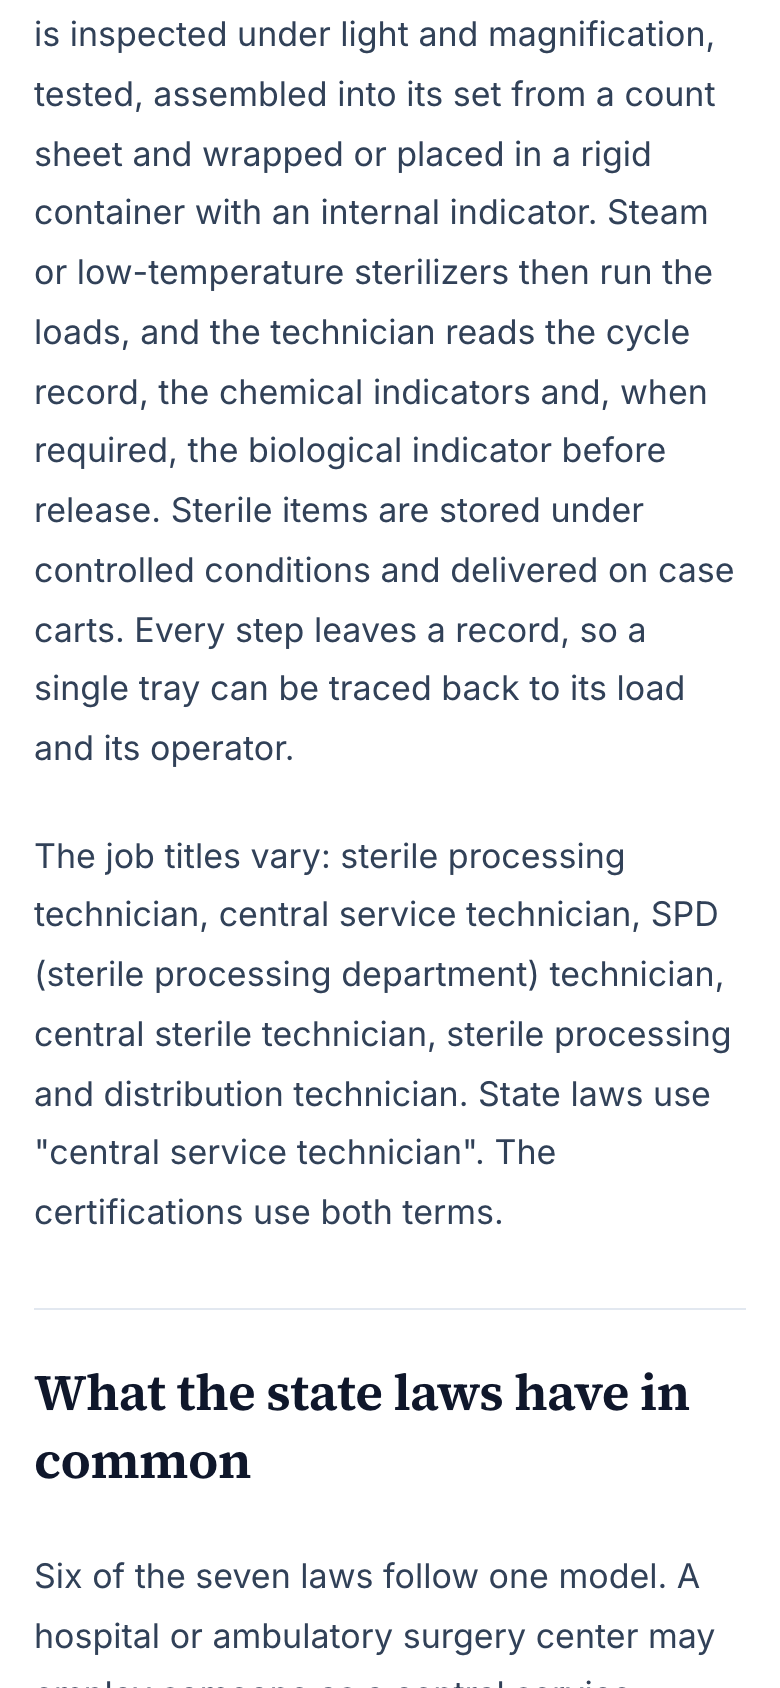 is inspected under light and magnification,
tested, assembled into its set from a count
sheet and wrapped or placed in a rigid
container with an internal indicator. Steam
or low-temperature sterilizers then run the
loads, and the technician reads the cycle
record, the chemical indicators and, when
required, the biological indicator before
release. Sterile items are stored under
controlled conditions and delivered on case
carts. Every step leaves a record, so a
single tray can be traced back to its load
and its operator.
The job titles vary: sterile processing
technician, central service technician, SPD
(sterile processing department) technician,
central sterile technician, sterile processing
and distribution technician. State laws use
"central service technician". The
certifications use both terms.
What the state laws have in
common
Six of the seven laws follow one model. A
hospital or ambulatory surgery center may
employ someone as a central service